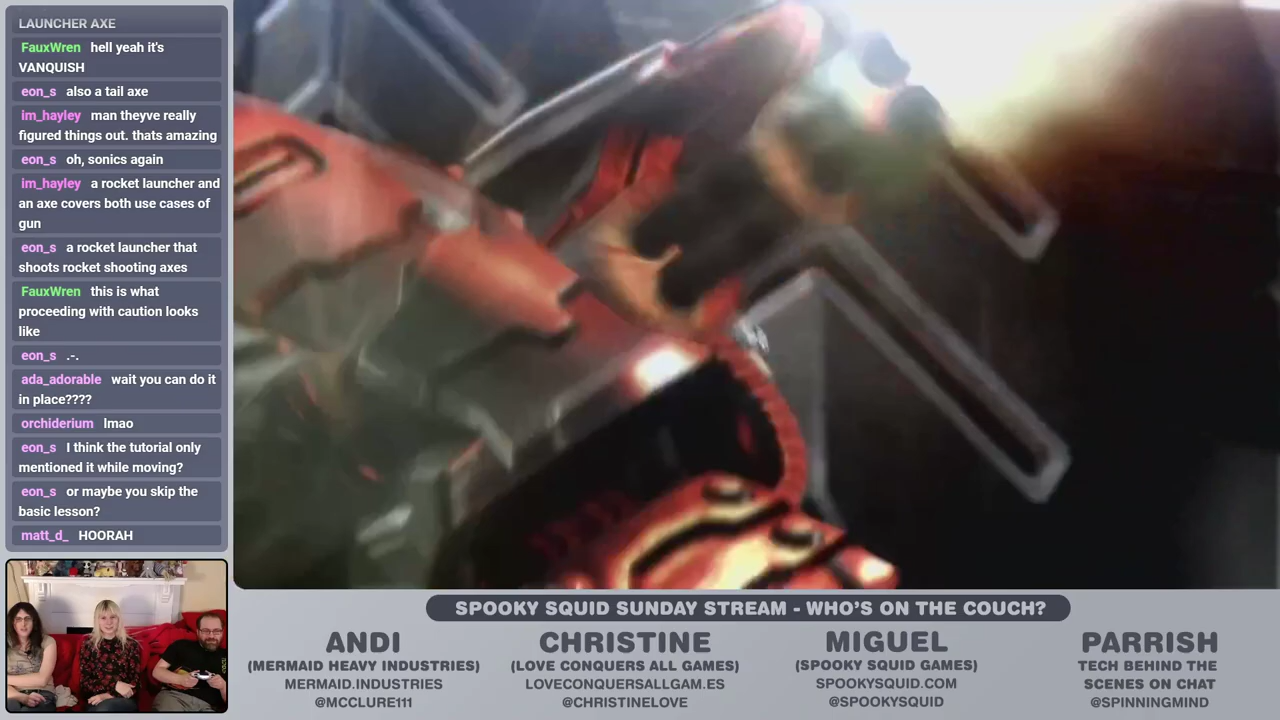 LAUNCHER AXE
FauxWren hell yeah it's
VANQUISH
eon_s also a tail axe
im_hayley man theyve really
figured things out. thats amazing
eon_s oh, sonics again
im_hayley a rocket launcher and
an axe covers both use cases of
gun
eon_s a rocket launcher that
shoots rocket shooting axes
FauxWren this is what
proceeding with caution looks
like
eon_s .-.
ada_adorable wait you can do it
in place????
orchiderium lmao
eon_s I think the tutorial only
mentioned it while moving?
eon_s or maybe you skip the
basic lesson?
matt_d_ HOORAH
SPOOKY SQUID SUNDAY STREAM - WHO'S ON THE COUCH?
ANDI
(MERMAID HEAVY INDUSTRIES)
MERMAID.INDUSTRIES
@MCCLURE111
CHRISTINE
(LOVE CONQUERS ALL GAMES)
LOVECONQUERSALLGAM.ES
@CHRISTINELOVE
MIGUEL
(SPOOKY SQUID GAMES)
SPOOKYSQUID.COM
@SPOOKYSQUID
PARRISH
TECH BEHIND THE
SCENES ON CHAT
@SPINNINGMIND